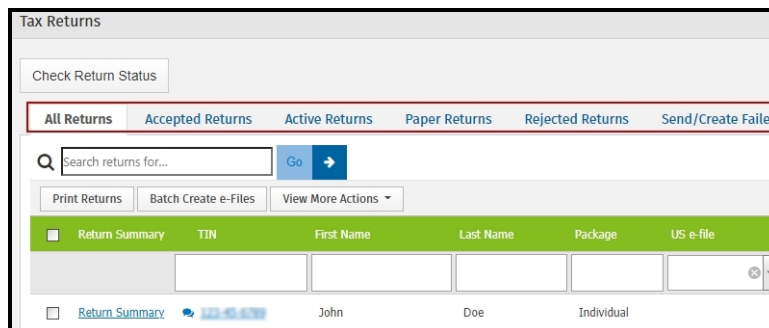 Tax Returns
Check Return Status
All Returns Accepted Returns Active Returns Paper Returns Rejected Returns Send/Create Faile
Search returns for... Go
Print Returns Batch Create e-Files View More Actions
Return Summary TIN First Name Last Name Package US e-file
Return Summary John Doe Individual